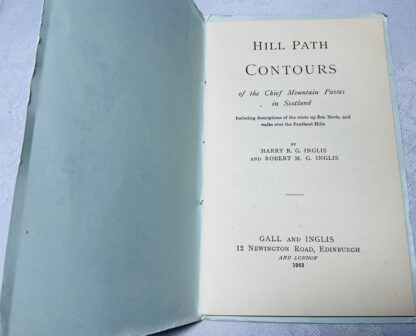 HILL PATH
CONTOURS
of the Chief Mountain Passes
in Scotland
Including descriptions of the route up Ben Nevis, and
walks over the Pentland Hills
BY
HARRY R. G. INGLIS
AND ROBERT M. G. INGLIS
GALL AND INGLIS
12 NEWINGTON ROAD, EDINBURGH
AND LONDON
1962